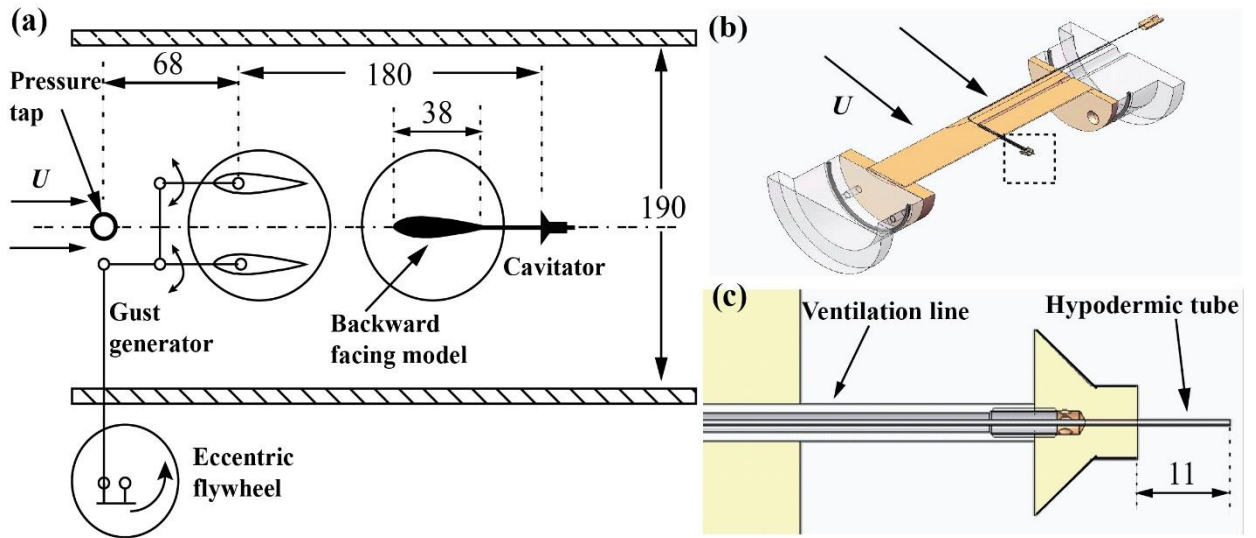 (a)
68
180
Pressure
tap
38
U
190
Cavitator
Gust
generator
Backward
facing model
Eccentric
flywheel
(b)
U
(c)
Ventilation line
Hypodermic tube
11